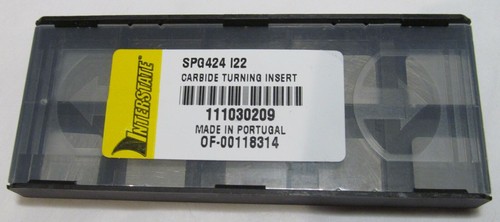 INTERSTATE
SPG424 I22
CARBIDE TURNING INSERT
111030209
MADE IN PORTUGAL
OF-00118314